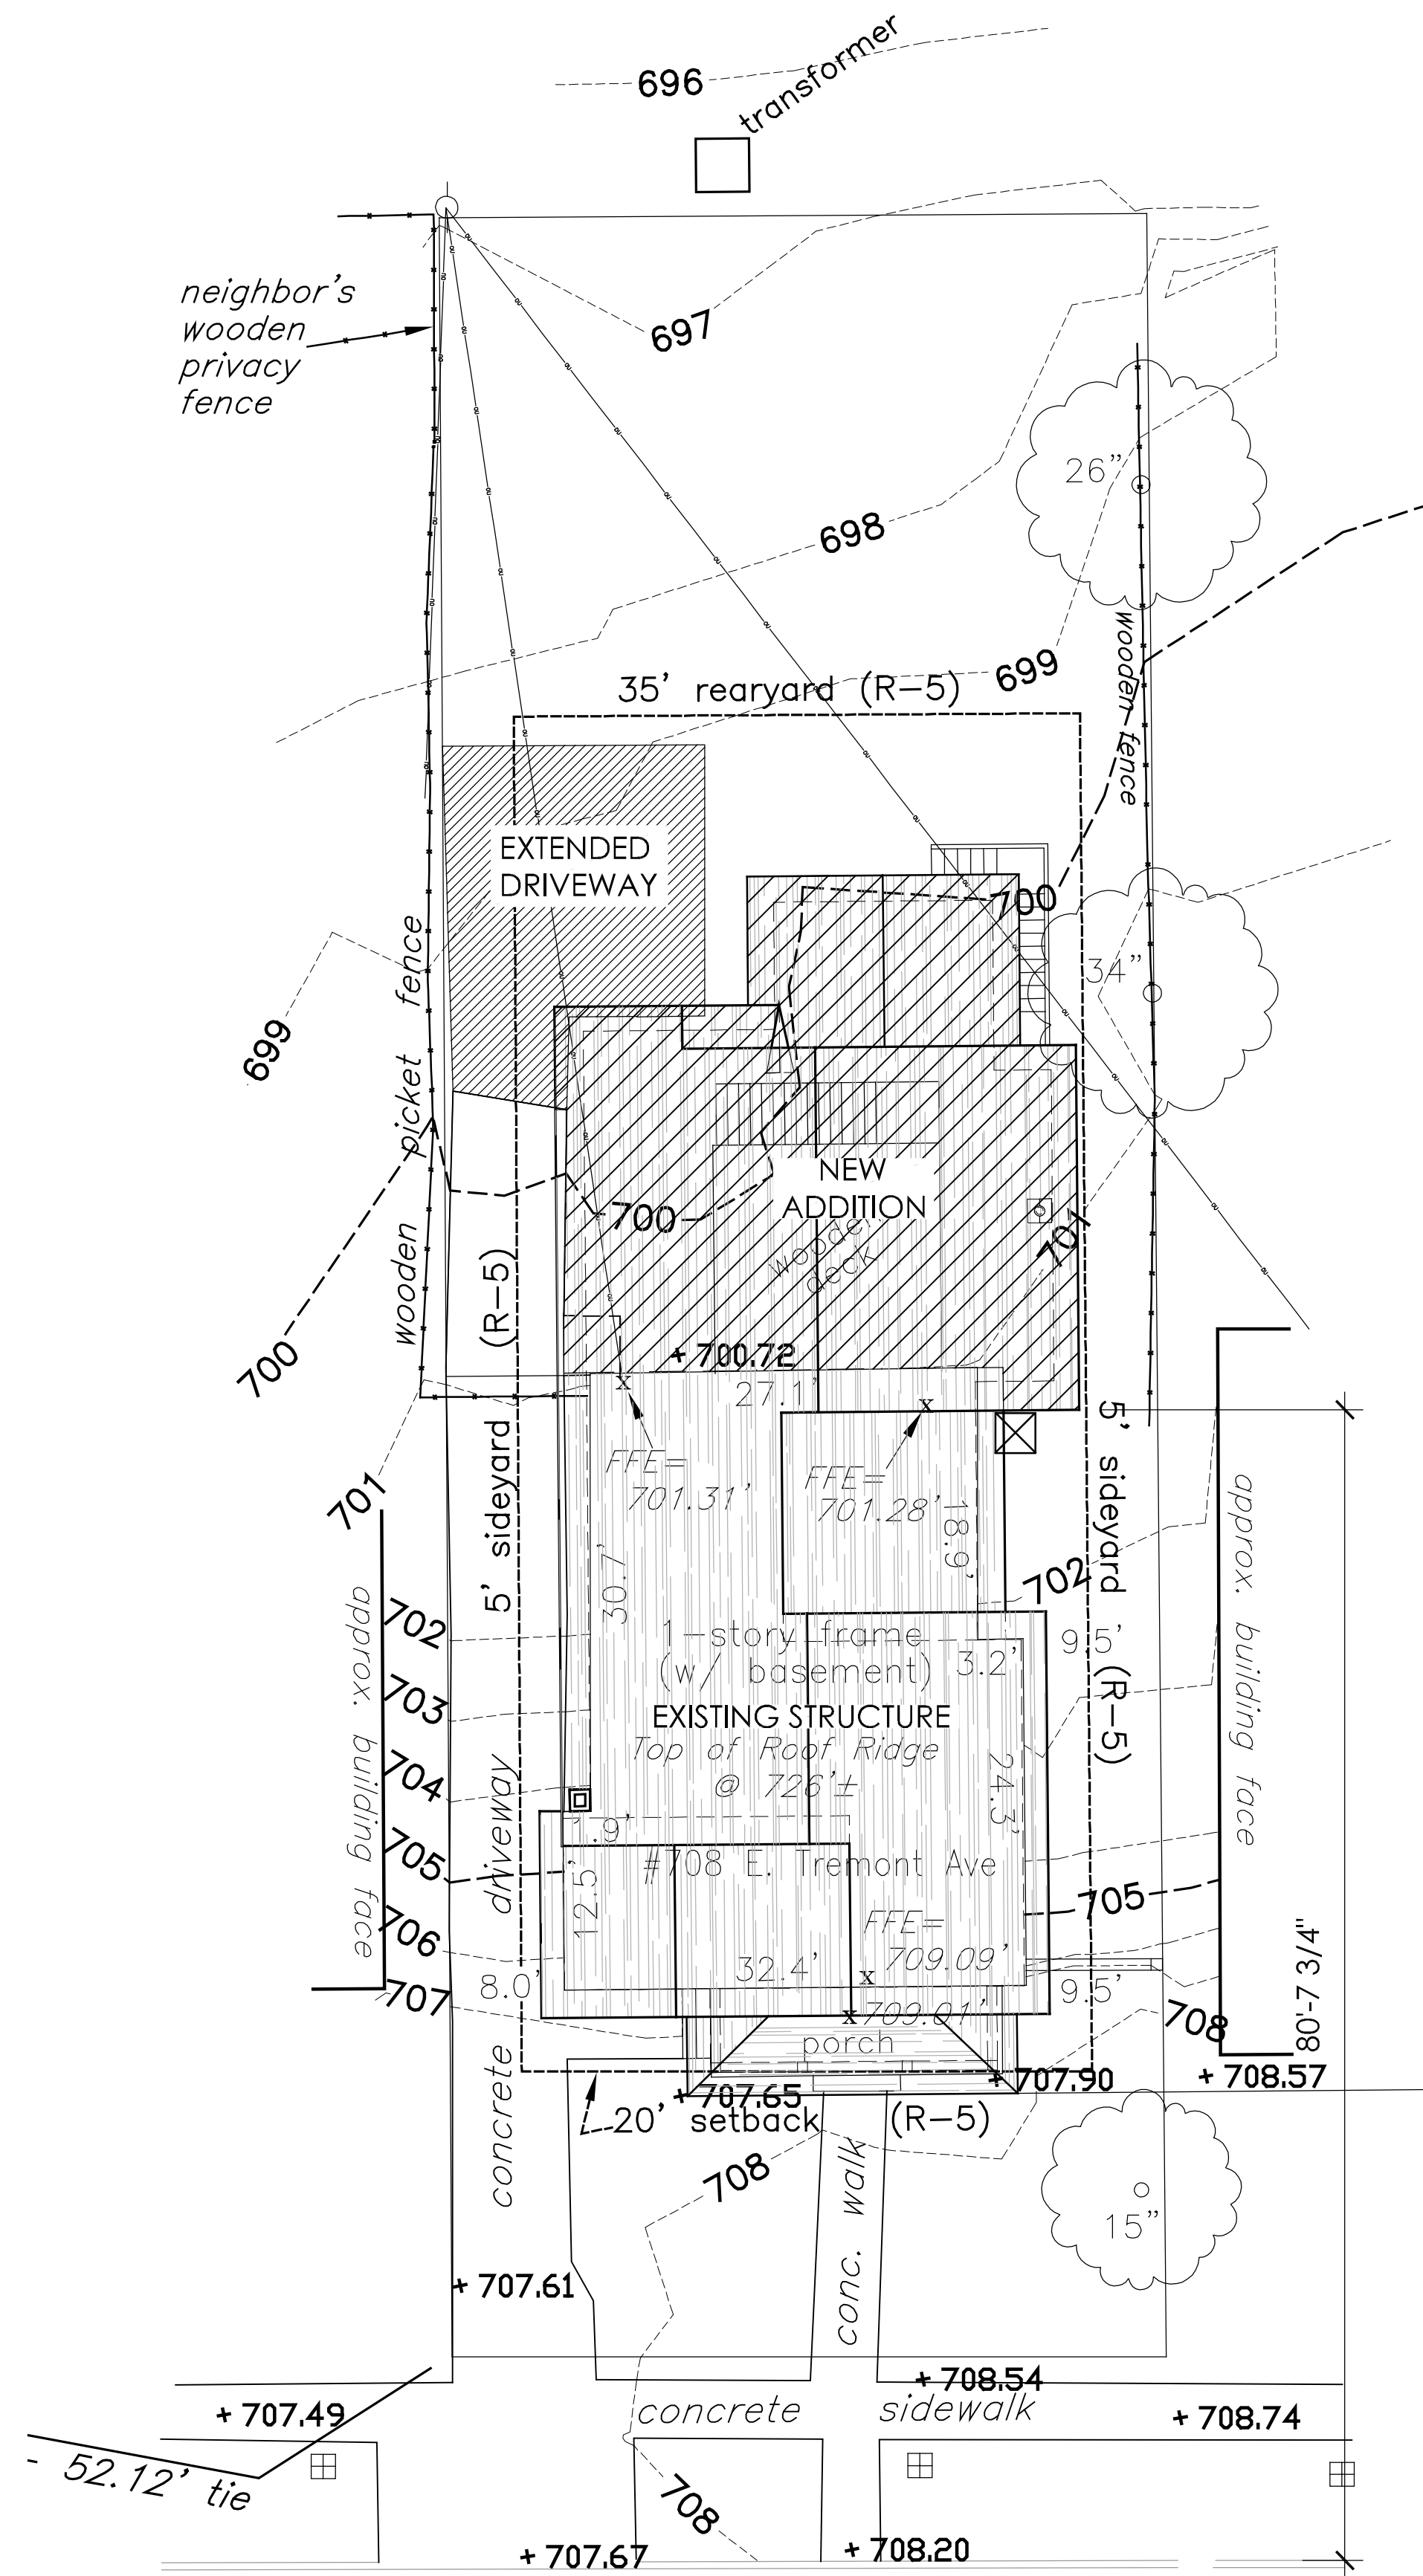 696
transformer
neighbor's
wooden
privacy
fence
697
26"
698
wooden fence
699
35' rearyard (R-5)
EXTENDED
DRIVEWAY
700
34"
699
wooden picket fence
NEW
ADDITION
wooden
deck
700
701
700
(R-5)
+ 700.72
27.1'
5' sideyard
5' sideyard
FFE=
701.31'
FFE=
701.28'
18.9'
701
approx. building face
702
30.7'
702
1-story frame
(w/ basement)
3.2'
9.5'
(R-5)
703
EXISTING STRUCTURE
Top of Roof Ridge
@ 726'±
24.3'
704
approx. building face
driveway
705
#708 E. Tremont Ave
12.5'
705
706
FFE=
709.09'
32.4'
8.0'
9.5'
707
709.01'
708
80'-7 3/4"
porch
+ 707.65
+ 707.90
+ 708.57
20' setback (R-5)
concrete
708
conc. walk
15"
+ 707.61
+ 708.54
+ 707.49
concrete sidewalk
+ 708.74
- 52.12' tie
708
+ 707.67
+ 708.20